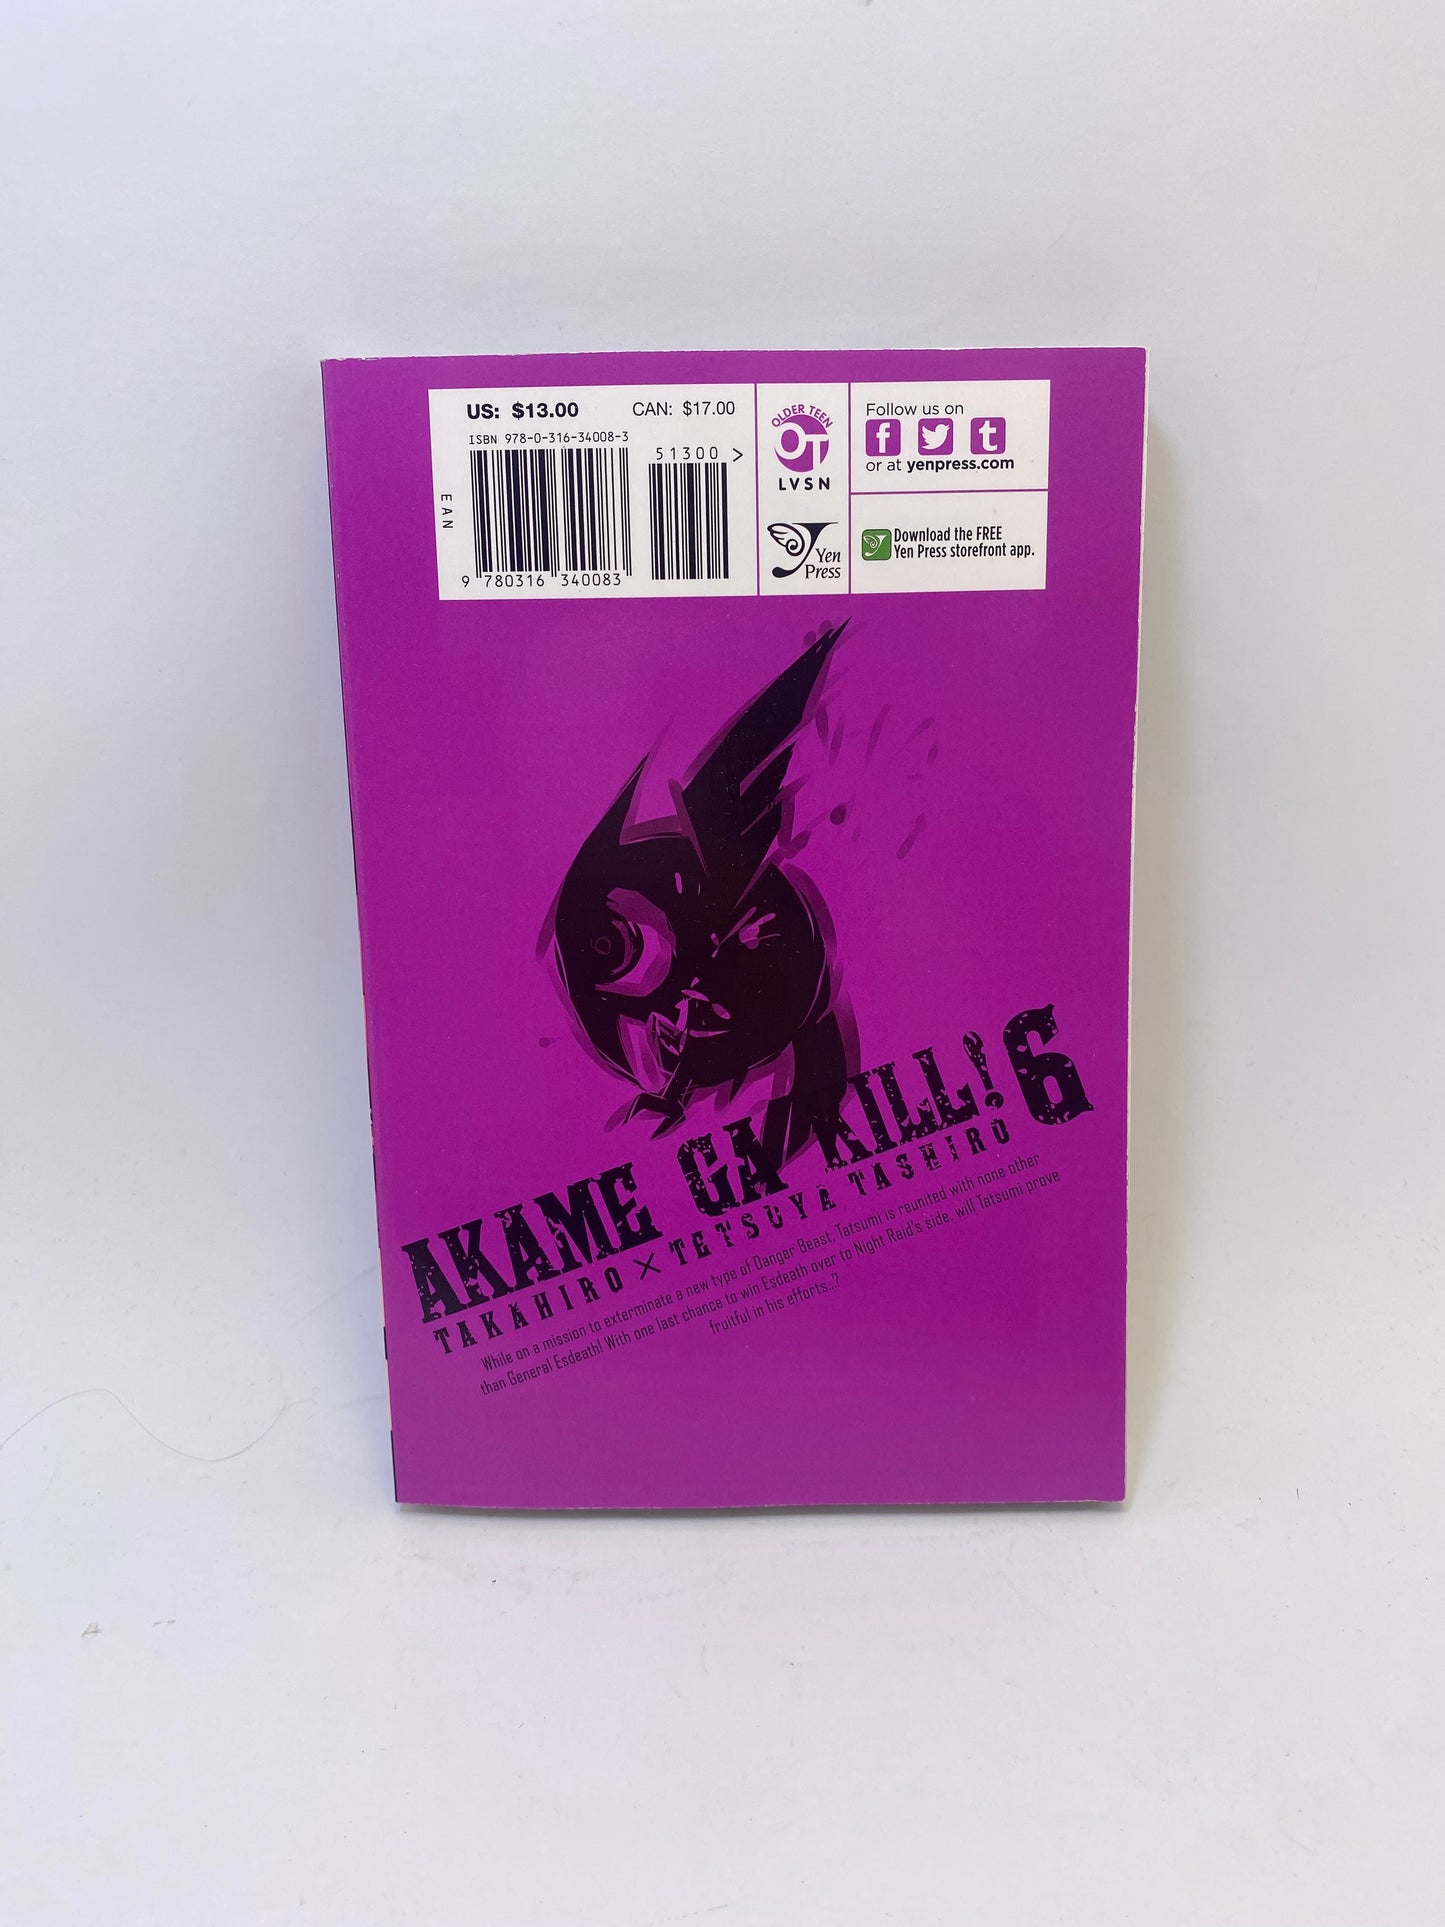 US: $13.00 CAN: $17.00
ISBN 978-0-316-34008-3
51300 >
EAN
9 780316 340083
OLDER TEEN
OT
LVSN
Yen
Press
Follow us on
f t
or at yenpress.com
Download the FREE
Yen Press storefront app.
AKAME GA KILL! 6
TAKAHIRO × TETSUYA TASHIRO
While on a mission to exterminate a new type of Danger Beast, Tatsumi is reunited with none other
than General Esdeath! With one last chance to win Esdeath over to Night Raid's side, will Tatsumi prove
fruitful in his efforts..?